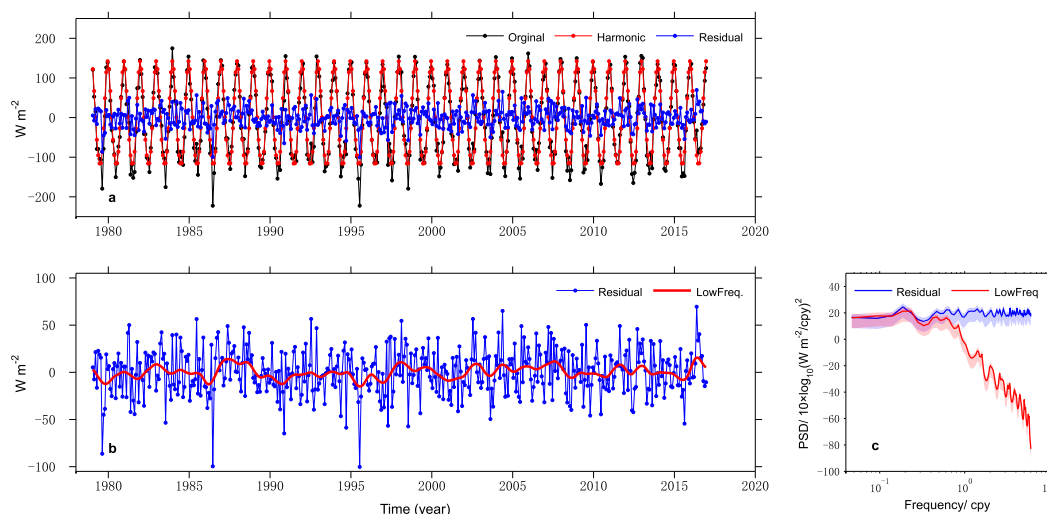 200
100
0
−100
−200
W m-2
Orginal Harmonic Residual
a
1980 1985 1990 1995 2000 2005 2010 2015 2020
100
50
0
−50
−100
W m-2
Residual LowFreq.
b
1980 1985 1990 1995 2000 2005 2010 2015 2020
Time (year)
40
20
0
−20
−40
−60
−80
−100
PSD/ 10×log10(W m-2/cpy)2
Residual LowFreq
c
10−1 100
Frequency/ cpy